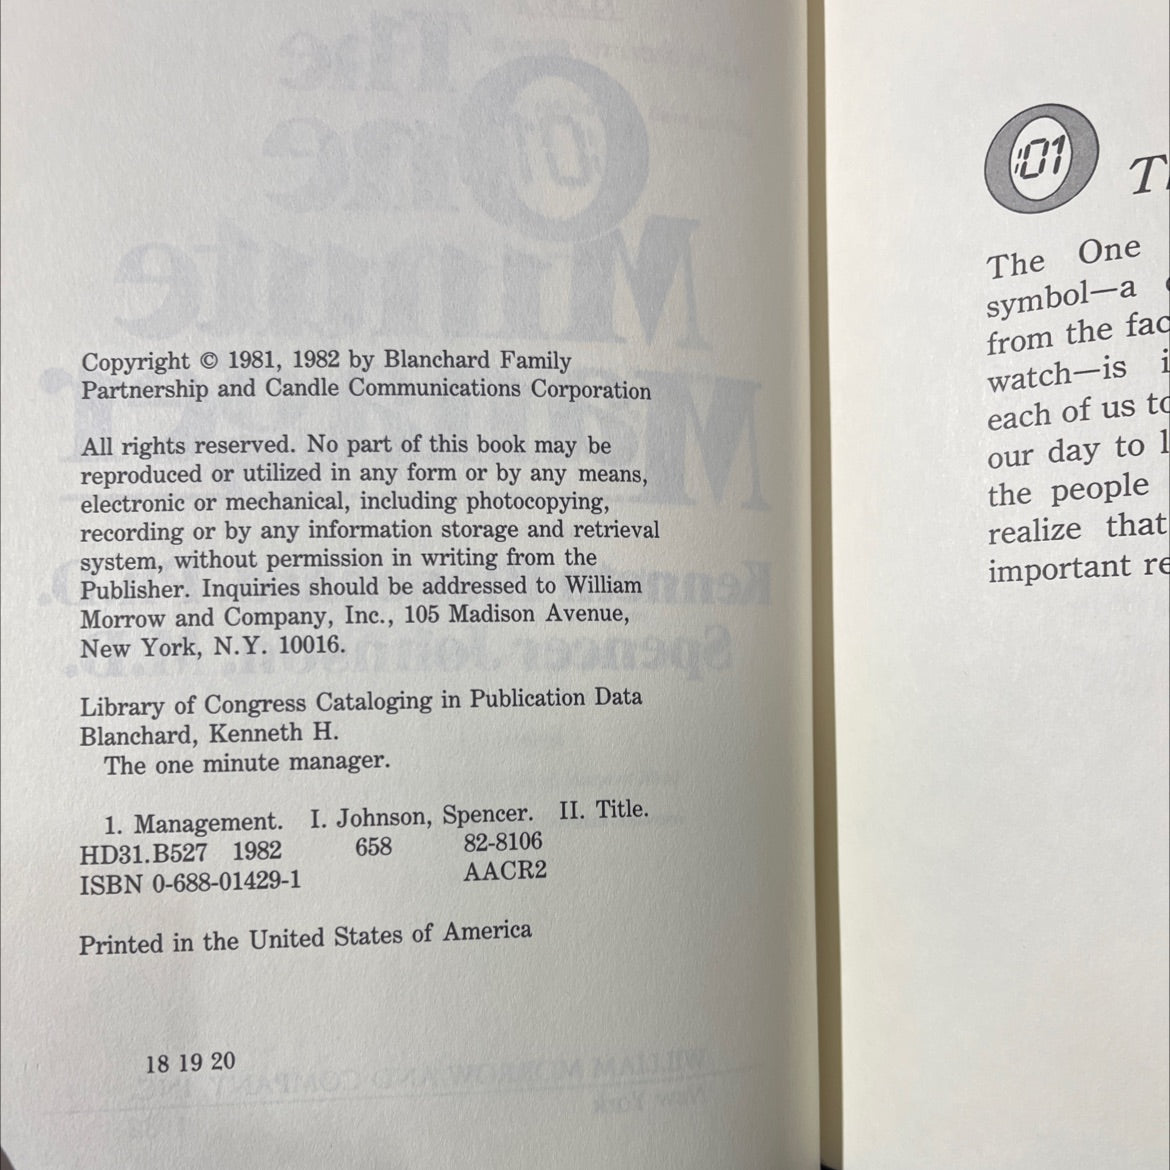 Copyright © 1981, 1982 by Blanchard Family
Partnership and Candle Communications Corporation
All rights reserved. No part of this book may be
reproduced or utilized in any form or by any means,
electronic or mechanical, including photocopying,
recording or by any information storage and retrieval
system, without permission in writing from the
Publisher. Inquiries should be addressed to William
Morrow and Company, Inc., 105 Madison Avenue,
New York, N.Y. 10016.
Library of Congress Cataloging in Publication Data
Blanchard, Kenneth H.
The one minute manager.
1. Management. I. Johnson, Spencer. II. Title.
HD31.B527 1982 658 82-8106
ISBN 0-688-01429-1 AACR2
Printed in the United States of America
18 19 20
:01
The One
symbol—a
from the
watch—is
each of us
our day to
the people
realize that
important